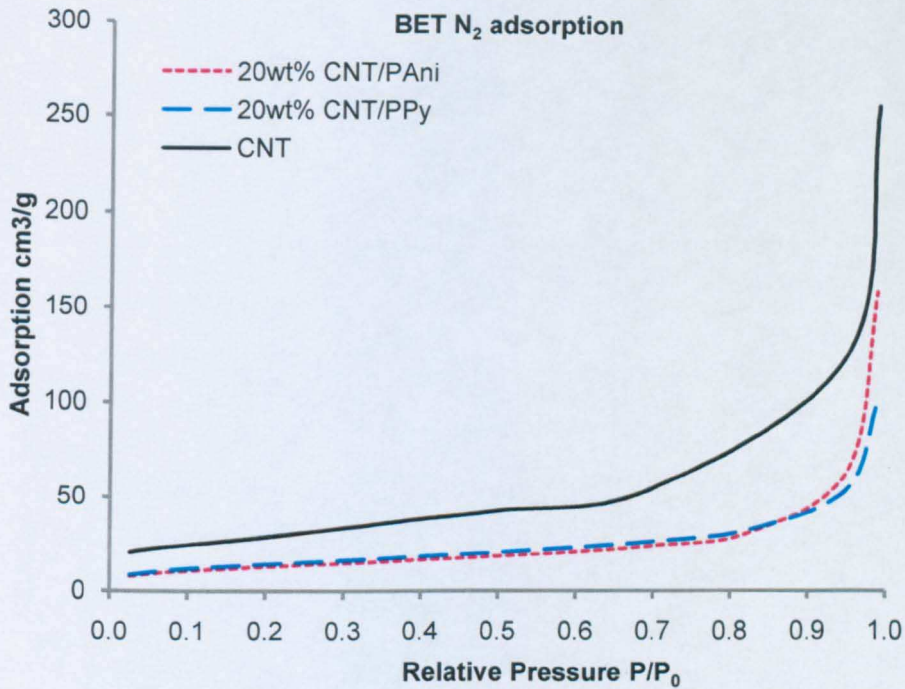 BET N₂ adsorption
20wt% CNT/PAni
20wt% CNT/PPy
CNT
Adsorption cm3/g
300
250
200
150
100
50
0
0.0 0.1 0.2 0.3 0.4 0.5 0.6 0.7 0.8 0.9 1.0
Relative Pressure P/P₀